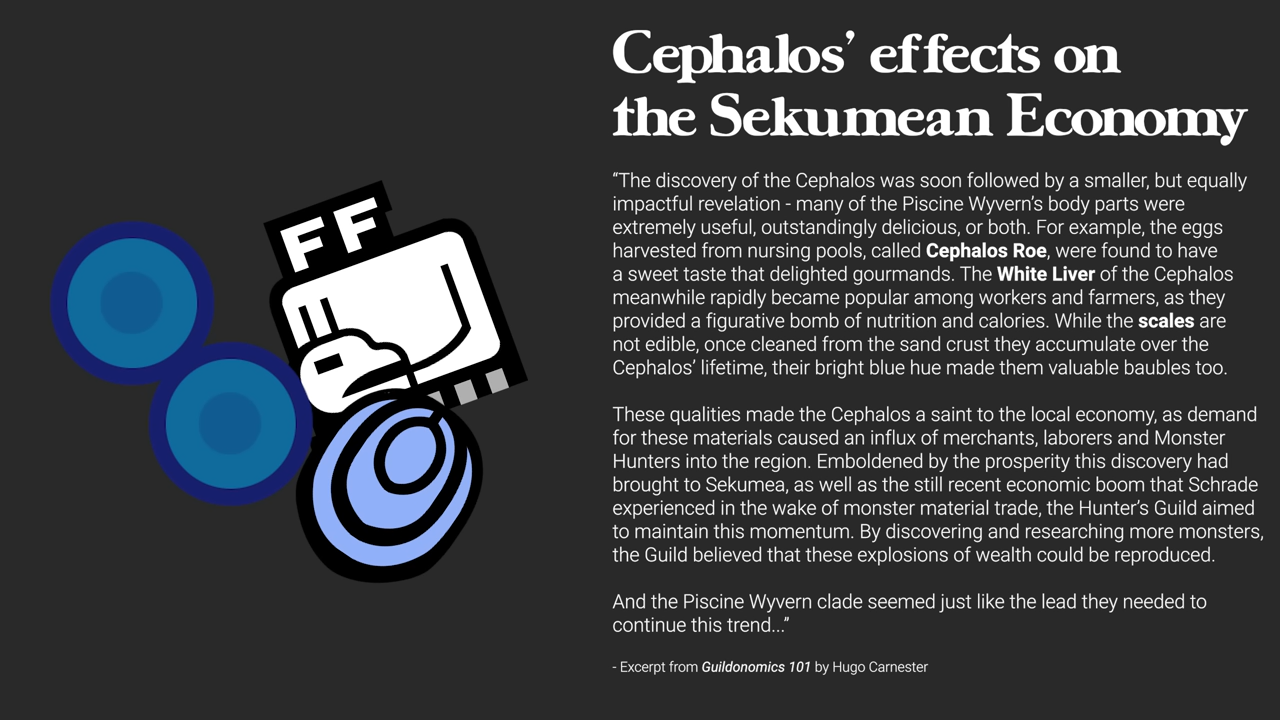 Cephalos’ effects on
the Sekumean Economy
FF
“The discovery of the Cephalos was soon followed by a smaller, but equally
impactful revelation - many of the Piscine Wyvern’s body parts were
extremely useful, outstandingly delicious, or both. For example, the eggs
harvested from nursing pools, called Cephalos Roe, were found to have
a sweet taste that delighted gourmands. The White Liver of the Cephalos
meanwhile rapidly became popular among workers and farmers, as they
provided a figurative bomb of nutrition and calories. While the scales are
not edible, once cleaned from the sand crust they accumulate over the
Cephalos’ lifetime, their bright blue hue made them valuable baubles too.
These qualities made the Cephalos a saint to the local economy, as demand
for these materials caused an influx of merchants, laborers and Monster
Hunters into the region. Emboldened by the prosperity this discovery had
brought to Sekumea, as well as the still recent economic boom that Schrade
experienced in the wake of monster material trade, the Hunter’s Guild aimed
to maintain this momentum. By discovering and researching more monsters,
the Guild believed that these explosions of wealth could be reproduced.
And the Piscine Wyvern clade seemed just like the lead they needed to
continue this trend...”
- Excerpt from Guildonomics 101 by Hugo Carnester